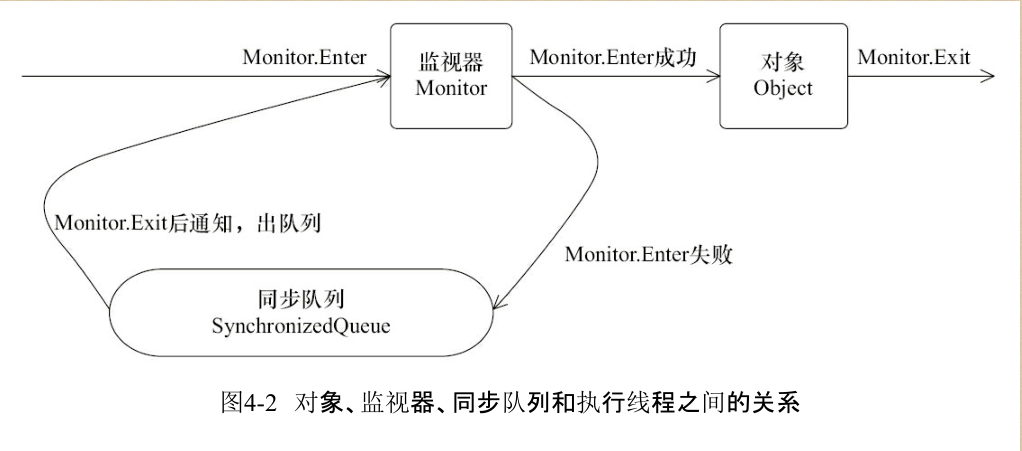 Monitor.Enter
监视器
Monitor
Monitor.Enter成功
对象
Object
Monitor.Exit
Monitor.Exit后通知，出队列
Monitor.Enter失败
同步队列
SynchronizedQueue
图4-2 对象、监视器、同步队列和执行线程之间的关系